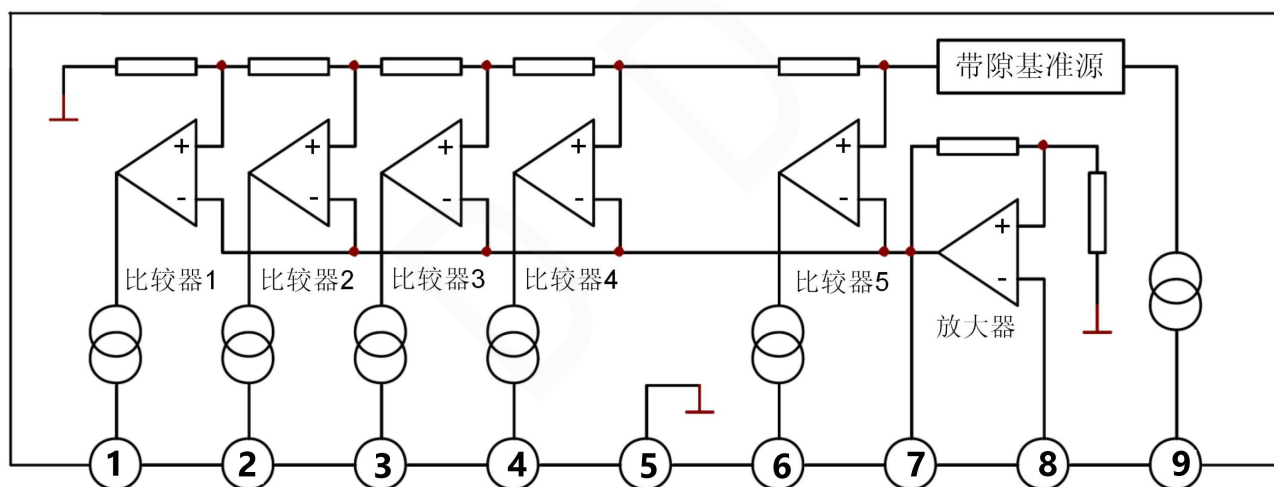 带隙基准源
+ + + + +
- - - - -
+
-
比较器1 比较器2 比较器3 比较器4 比较器5
放大器
1 2 3 4 5 6 7 8 9